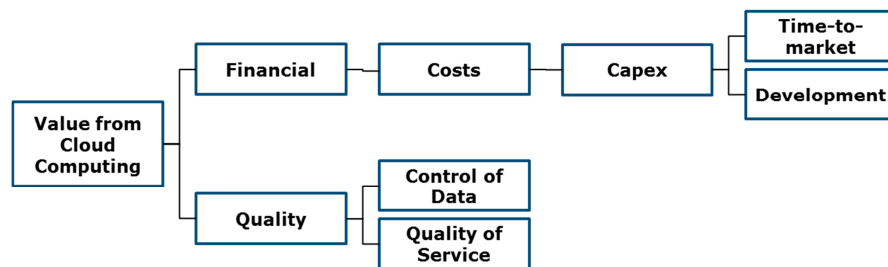 Time-to-
market
Financial
Costs
Capex
Development
Value from
Cloud
Computing
Control of
Data
Quality
Quality of
Service